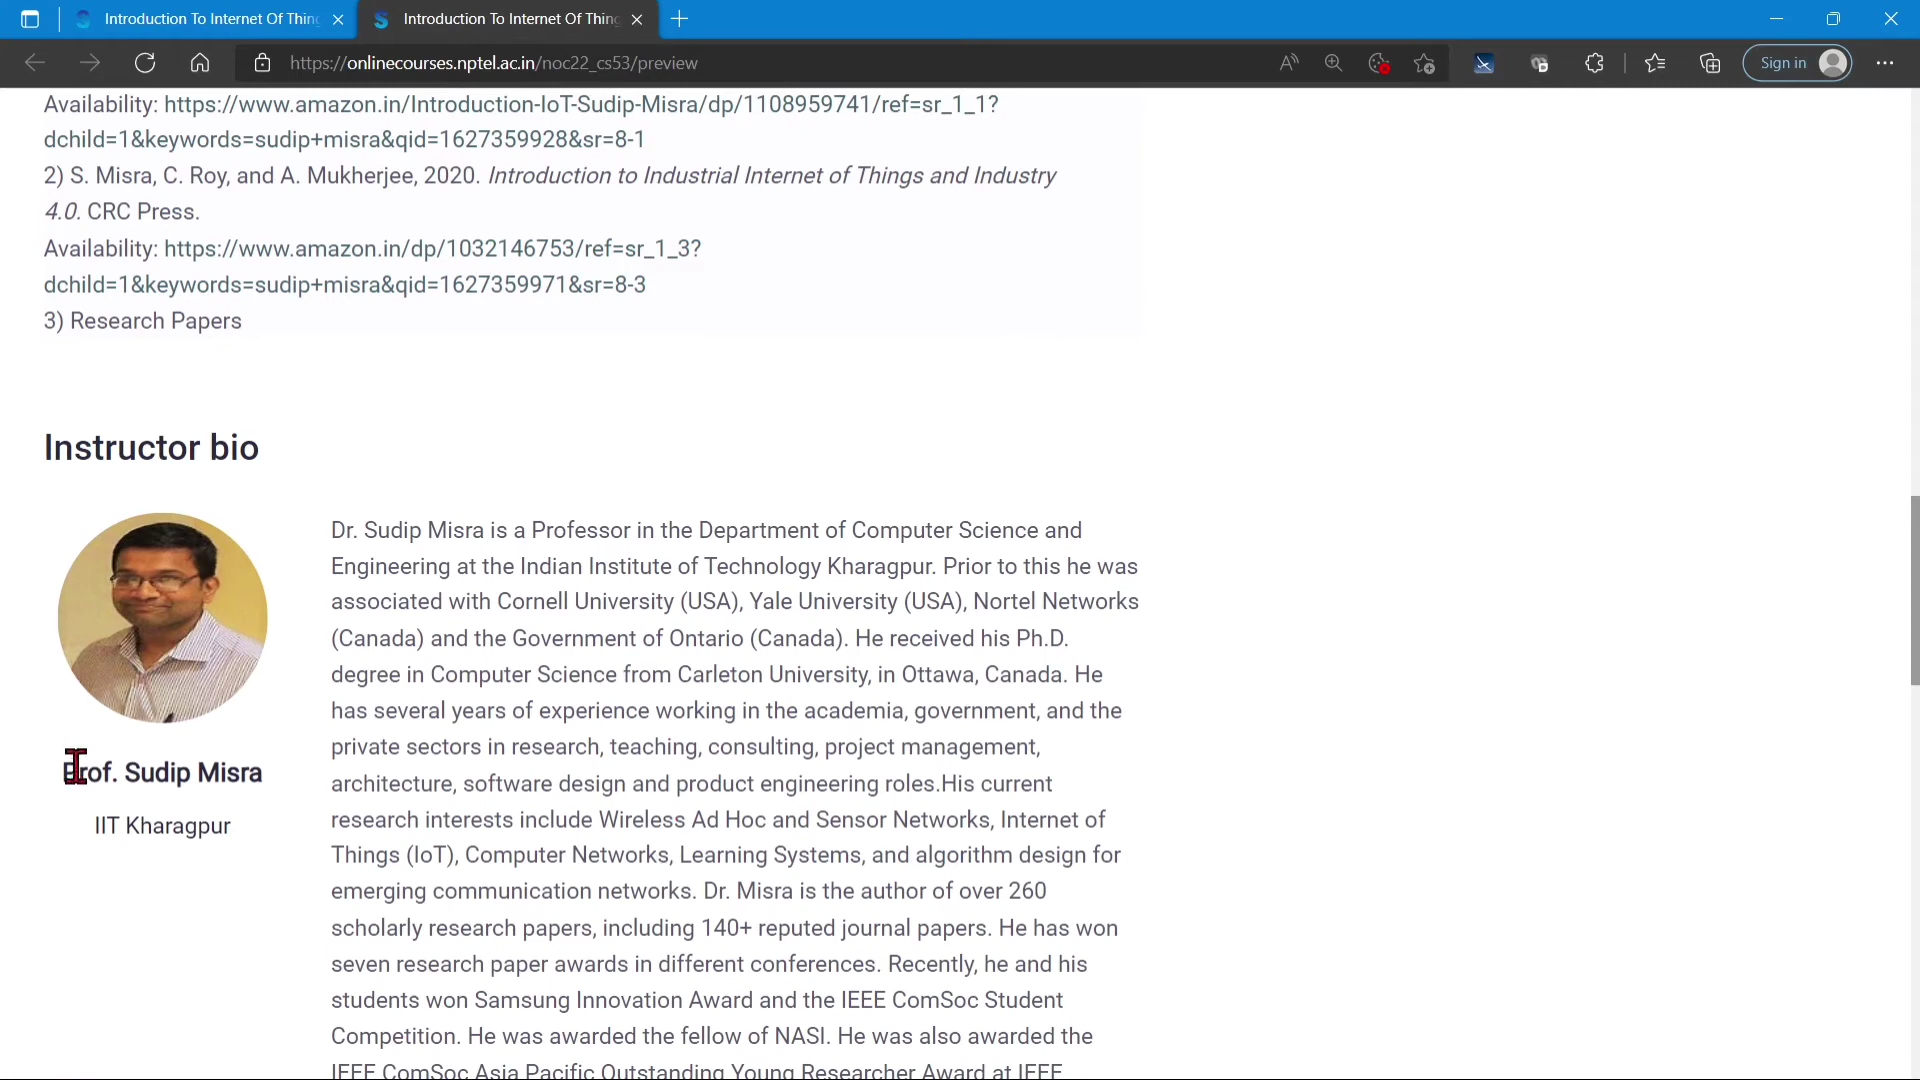 Introduction To Internet Of Thing
Introduction To Internet Of Thing
https://onlinecourses.nptel.ac.in/noc22_cs53/preview
Sign in
Availability: https://www.amazon.in/Introduction-IoT-Sudip-Misra/dp/1108959741/ref=sr_1_1?
dchild=1&keywords=sudip+misra&qid=1627359928&sr=8-1
2) S. Misra, C. Roy, and A. Mukherjee, 2020. Introduction to Industrial Internet of Things and Industry
4.0. CRC Press.
Availability: https://www.amazon.in/dp/1032146753/ref=sr_1_3?
dchild=1&keywords=sudip+misra&qid=1627359971&sr=8-3
3) Research Papers
Instructor bio
Prof. Sudip Misra
IIT Kharagpur
Dr. Sudip Misra is a Professor in the Department of Computer Science and
Engineering at the Indian Institute of Technology Kharagpur. Prior to this he was
associated with Cornell University (USA), Yale University (USA), Nortel Networks
(Canada) and the Government of Ontario (Canada). He received his Ph.D.
degree in Computer Science from Carleton University, in Ottawa, Canada. He
has several years of experience working in the academia, government, and the
private sectors in research, teaching, consulting, project management,
architecture, software design and product engineering roles.His current
research interests include Wireless Ad Hoc and Sensor Networks, Internet of
Things (IoT), Computer Networks, Learning Systems, and algorithm design for
emerging communication networks. Dr. Misra is the author of over 260
scholarly research papers, including 140+ reputed journal papers. He has won
seven research paper awards in different conferences. Recently, he and his
students won Samsung Innovation Award and the IEEE ComSoc Student
Competition. He was awarded the fellow of NASI. He was also awarded the
IEEE ComSoc Asia Pacific Outstanding Young Researcher Award at IEEE